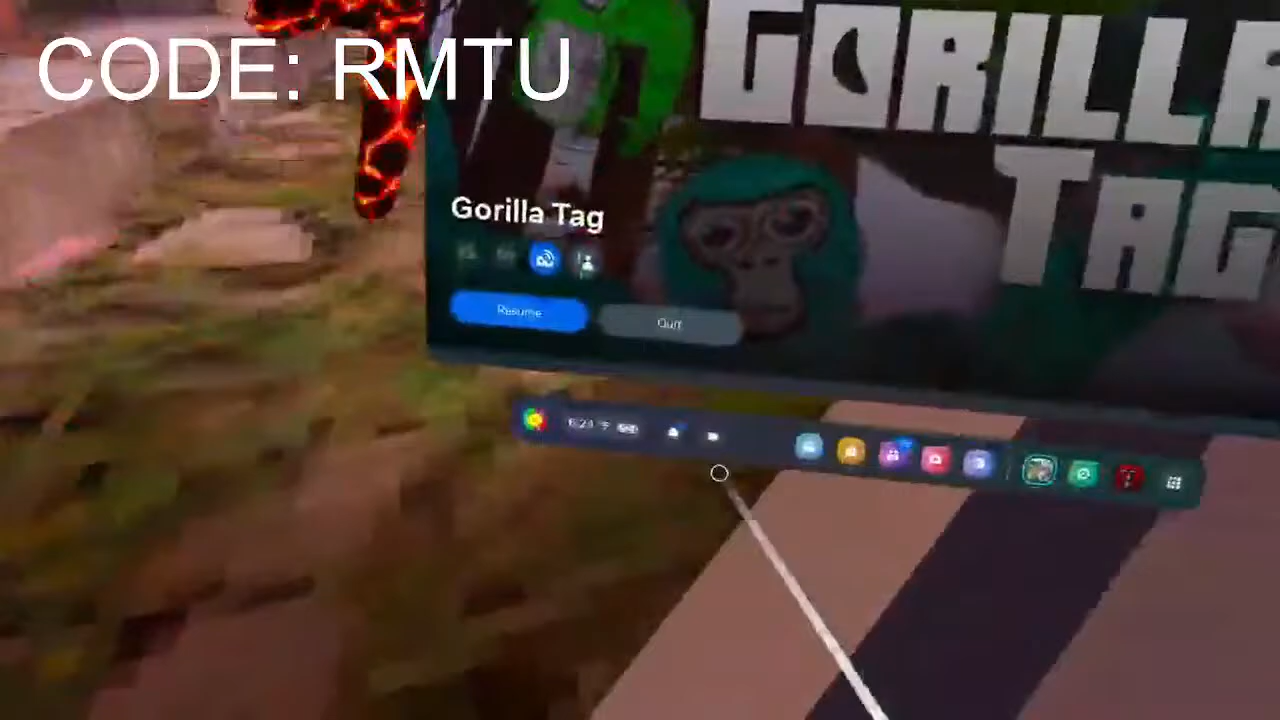 CODE: RMTU
GORILLA
TAG
Gorilla Tag
Resume
Quit